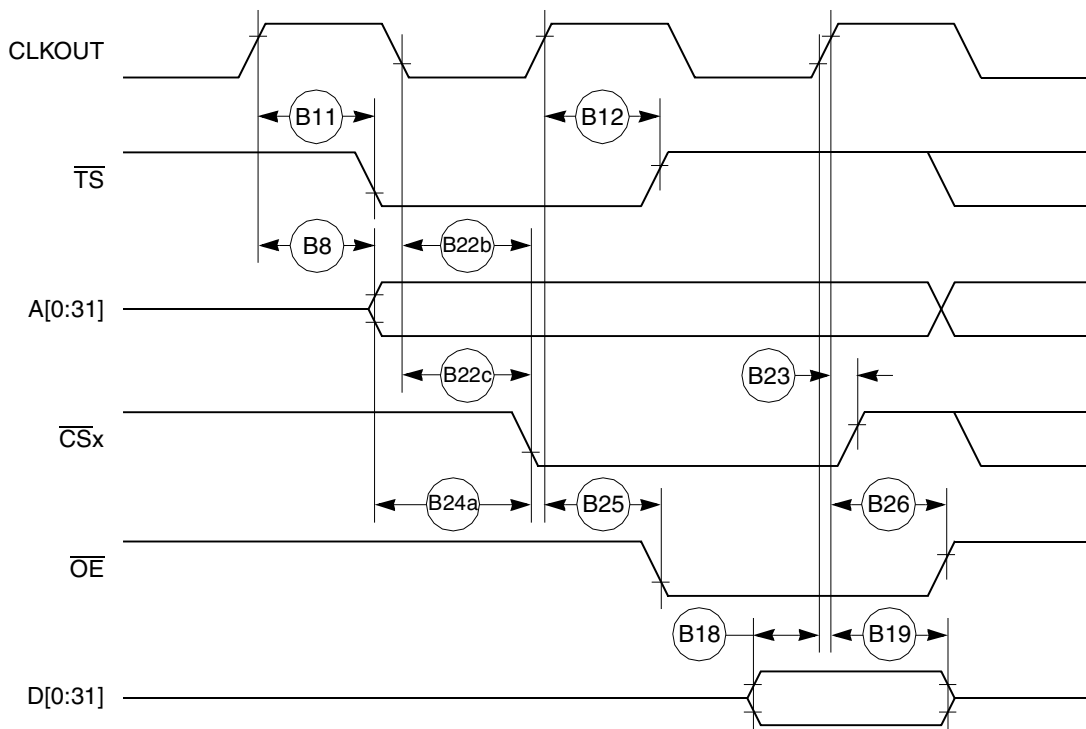 CLKOUT
B11
B12
TS
B8
B22b
A[0:31]
B22c
B23
CSx
B24a
B25
B26
OE
B18
B19
D[0:31]